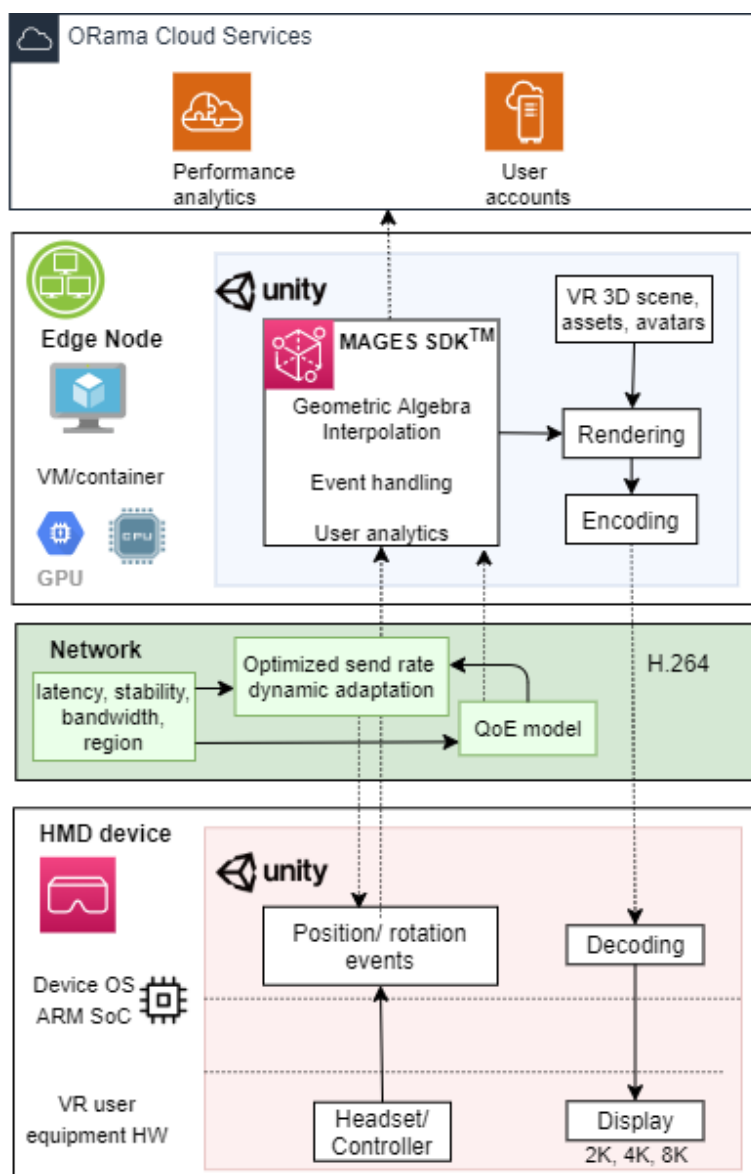 ORama Cloud Services
Performance
analytics
User
accounts
Edge Node
VM/container
CPU
GPU
unity
MAGES SDK™
Geometric Algebra
Interpolation
Event handling
User analytics
VR 3D scene,
assets, avatars
Rendering
Encoding
Network
latency, stability,
bandwidth,
region
Optimized send rate
dynamic adaptation
QoE model
H.264
HMD device
Device OS
ARM SoC
VR user
equipment HW
unity
Position/ rotation
events
Headset/
Controller
Decoding
Display
2K, 4K, 8K